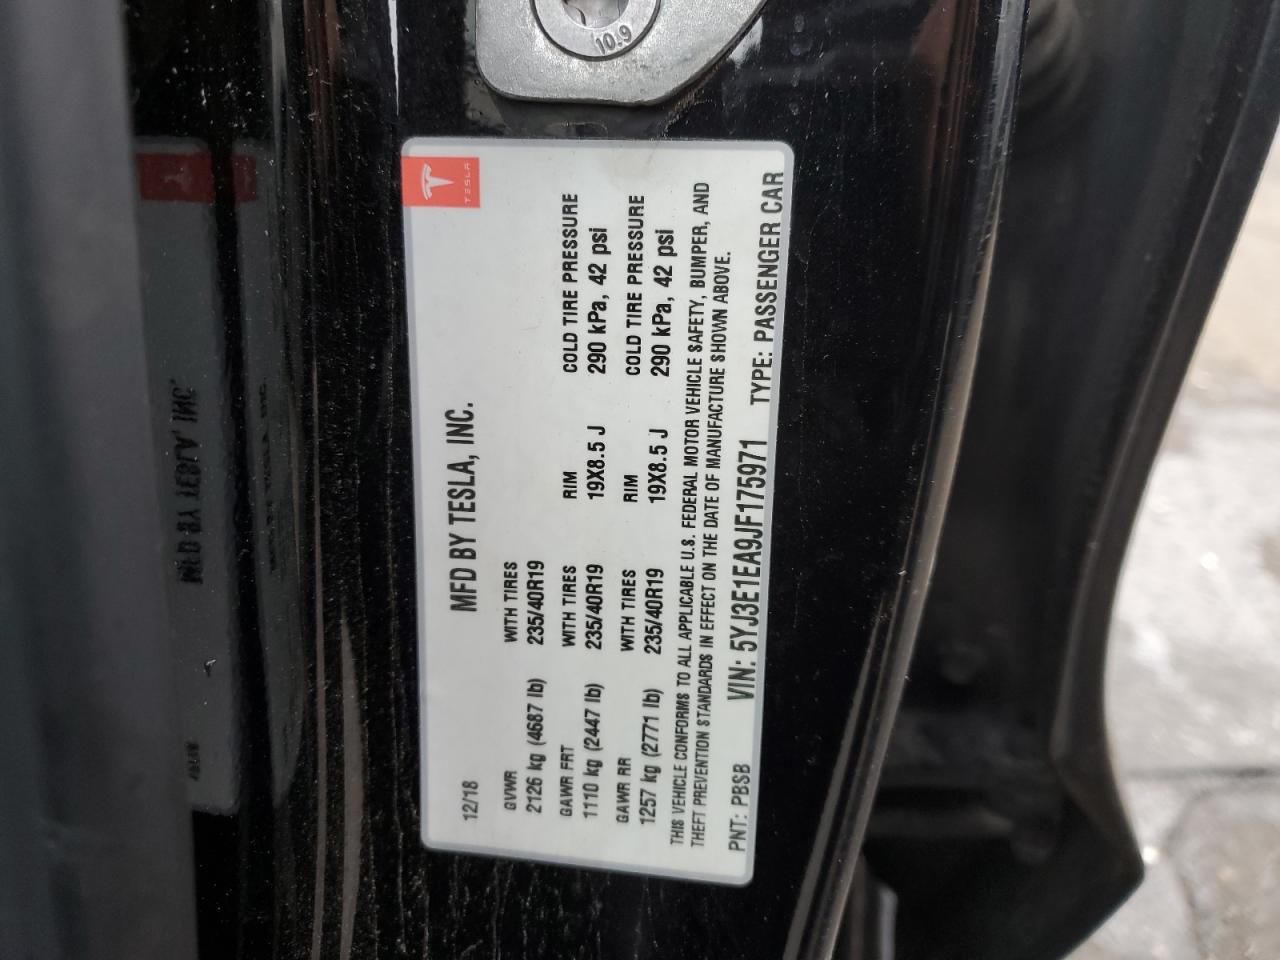 10.9
TESLA
MFD BY TESLA, INC.
12/18
GVWR WITH TIRES
2126 kg (4687 lb) 235/40R19
GAWR FRT WITH TIRES RIM COLD TIRE PRESSURE
1110 kg (2447 lb) 235/40R19 19X8.5 J 290 kPa, 42 psi
GAWR RR WITH TIRES RIM COLD TIRE PRESSURE
1257 kg (2771 lb) 235/40R19 19X8.5 J 290 kPa, 42 psi
THIS VEHICLE CONFORMS TO ALL APPLICABLE U.S. FEDERAL MOTOR VEHICLE SAFETY, BUMPER, AND
THEFT PREVENTION STANDARDS IN EFFECT ON THE DATE OF MANUFACTURE SHOWN ABOVE.
PNT: PBSB VIN: 5YJ3E1EA9JF175971 TYPE: PASSENGER CAR